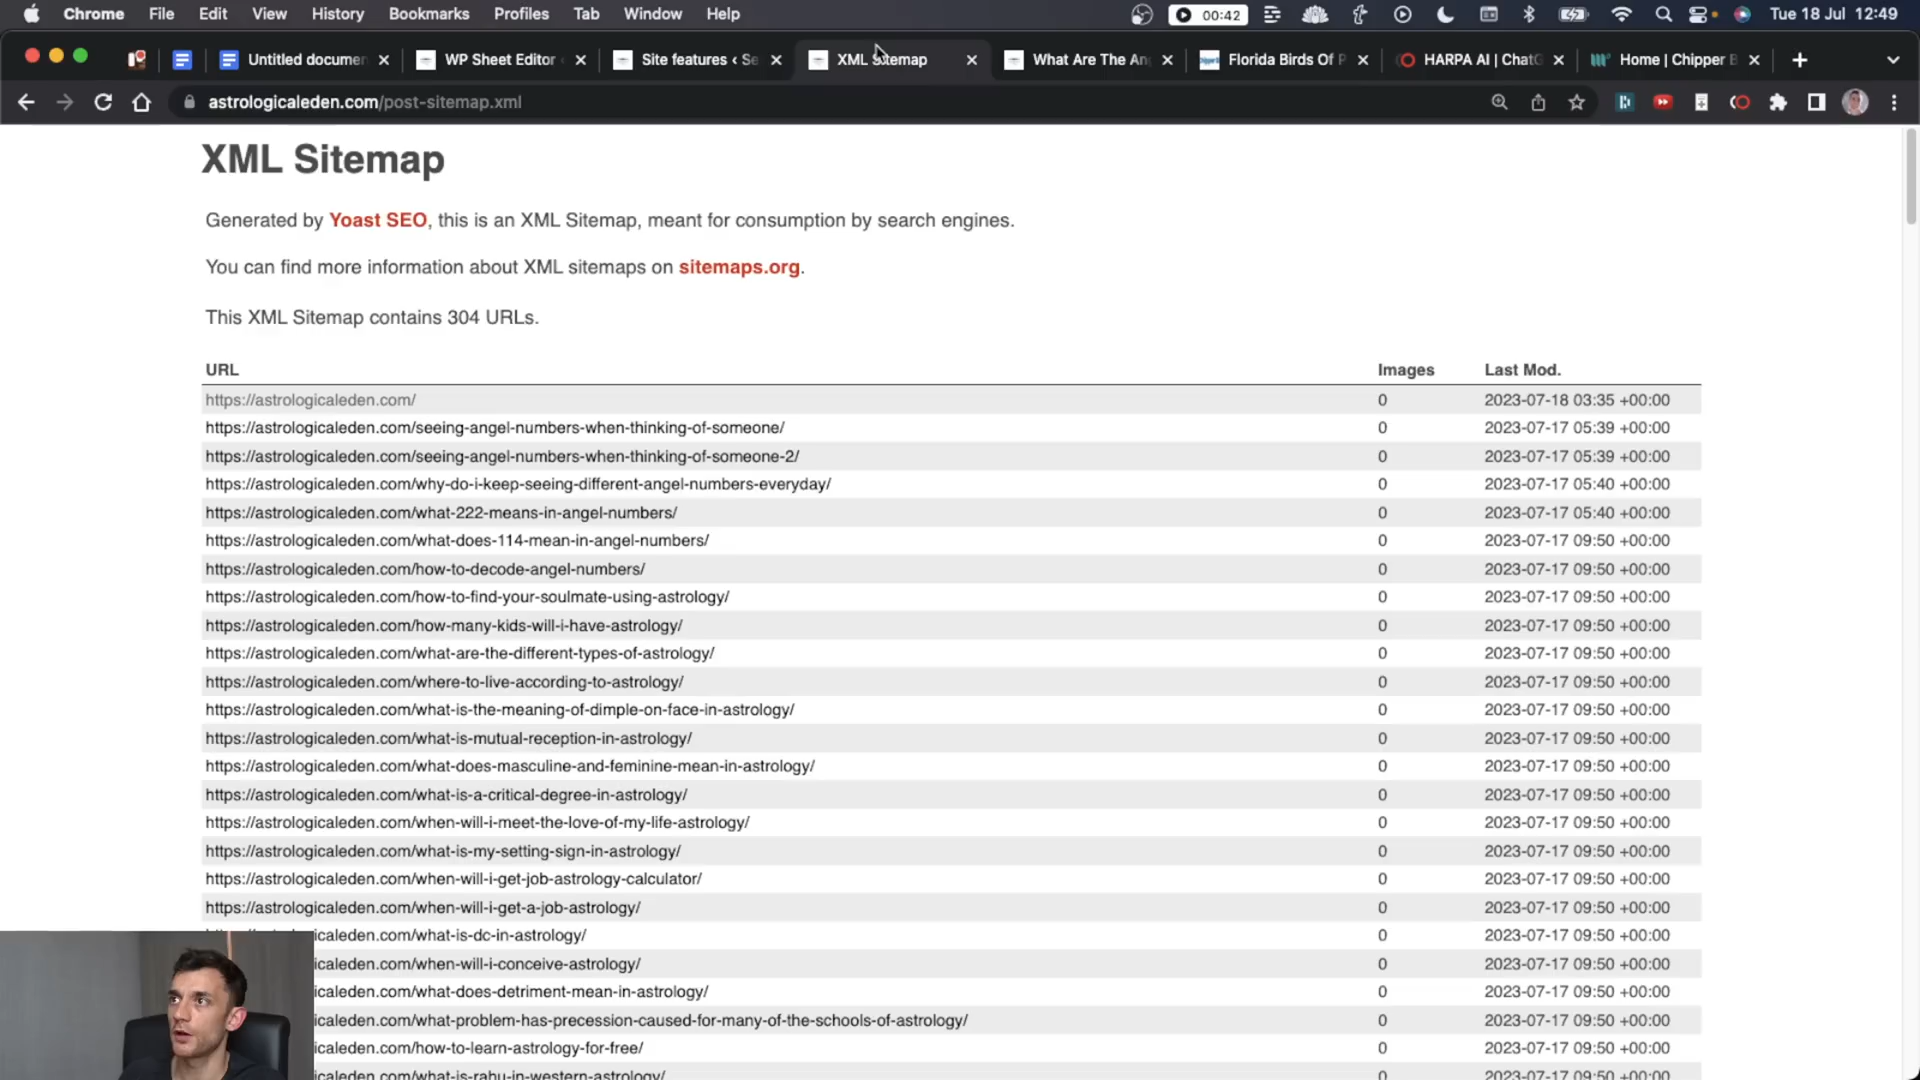 Chrome File Edit View History Bookmarks Profiles Tab Window Help 00:42 Tue 18 Jul 12:49
Untitled documen WP Sheet Editor Site features ‹ Se XML Sitemap What Are The An Florida Birds Of P HARPA AI | ChatG Home | Chipper B
astrologicaleden.com/post-sitemap.xml
XML Sitemap
Generated by Yoast SEO, this is an XML Sitemap, meant for consumption by search engines.
You can find more information about XML sitemaps on sitemaps.org.
This XML Sitemap contains 304 URLs.
URL Images Last Mod.
https://astrologicaleden.com/ 0 2023-07-18 03:35 +00:00
https://astrologicaleden.com/seeing-angel-numbers-when-thinking-of-someone/ 0 2023-07-17 05:39 +00:00
https://astrologicaleden.com/seeing-angel-numbers-when-thinking-of-someone-2/ 0 2023-07-17 05:39 +00:00
https://astrologicaleden.com/why-do-i-keep-seeing-different-angel-numbers-everyday/ 0 2023-07-17 05:40 +00:00
https://astrologicaleden.com/what-222-means-in-angel-numbers/ 0 2023-07-17 05:40 +00:00
https://astrologicaleden.com/what-does-114-mean-in-angel-numbers/ 0 2023-07-17 09:50 +00:00
https://astrologicaleden.com/how-to-decode-angel-numbers/ 0 2023-07-17 09:50 +00:00
https://astrologicaleden.com/how-to-find-your-soulmate-using-astrology/ 0 2023-07-17 09:50 +00:00
https://astrologicaleden.com/how-many-kids-will-i-have-astrology/ 0 2023-07-17 09:50 +00:00
https://astrologicaleden.com/what-are-the-different-types-of-astrology/ 0 2023-07-17 09:50 +00:00
https://astrologicaleden.com/where-to-live-according-to-astrology/ 0 2023-07-17 09:50 +00:00
https://astrologicaleden.com/what-is-the-meaning-of-dimple-on-face-in-astrology/ 0 2023-07-17 09:50 +00:00
https://astrologicaleden.com/what-is-mutual-reception-in-astrology/ 0 2023-07-17 09:50 +00:00
https://astrologicaleden.com/what-does-masculine-and-feminine-mean-in-astrology/ 0 2023-07-17 09:50 +00:00
https://astrologicaleden.com/what-is-a-critical-degree-in-astrology/ 0 2023-07-17 09:50 +00:00
https://astrologicaleden.com/when-will-i-meet-the-love-of-my-life-astrology/ 0 2023-07-17 09:50 +00:00
https://astrologicaleden.com/what-is-my-setting-sign-in-astrology/ 0 2023-07-17 09:50 +00:00
https://astrologicaleden.com/when-will-i-get-job-astrology-calculator/ 0 2023-07-17 09:50 +00:00
https://astrologicaleden.com/when-will-i-get-a-job-astrology/ 0 2023-07-17 09:50 +00:00
icaleden.com/what-is-dc-in-astrology/ 0 2023-07-17 09:50 +00:00
icaleden.com/when-will-i-conceive-astrology/ 0 2023-07-17 09:50 +00:00
icaleden.com/what-does-detriment-mean-in-astrology/ 0 2023-07-17 09:50 +00:00
icaleden.com/what-problem-has-precession-caused-for-many-of-the-schools-of-astrology/ 0 2023-07-17 09:50 +00:00
icaleden.com/how-to-learn-astrology-for-free/ 0 2023-07-17 09:50 +00:00
icaleden.com/what-is-rahu-in-western-astrology/ 0 2023-07-17 09:50 +00:00